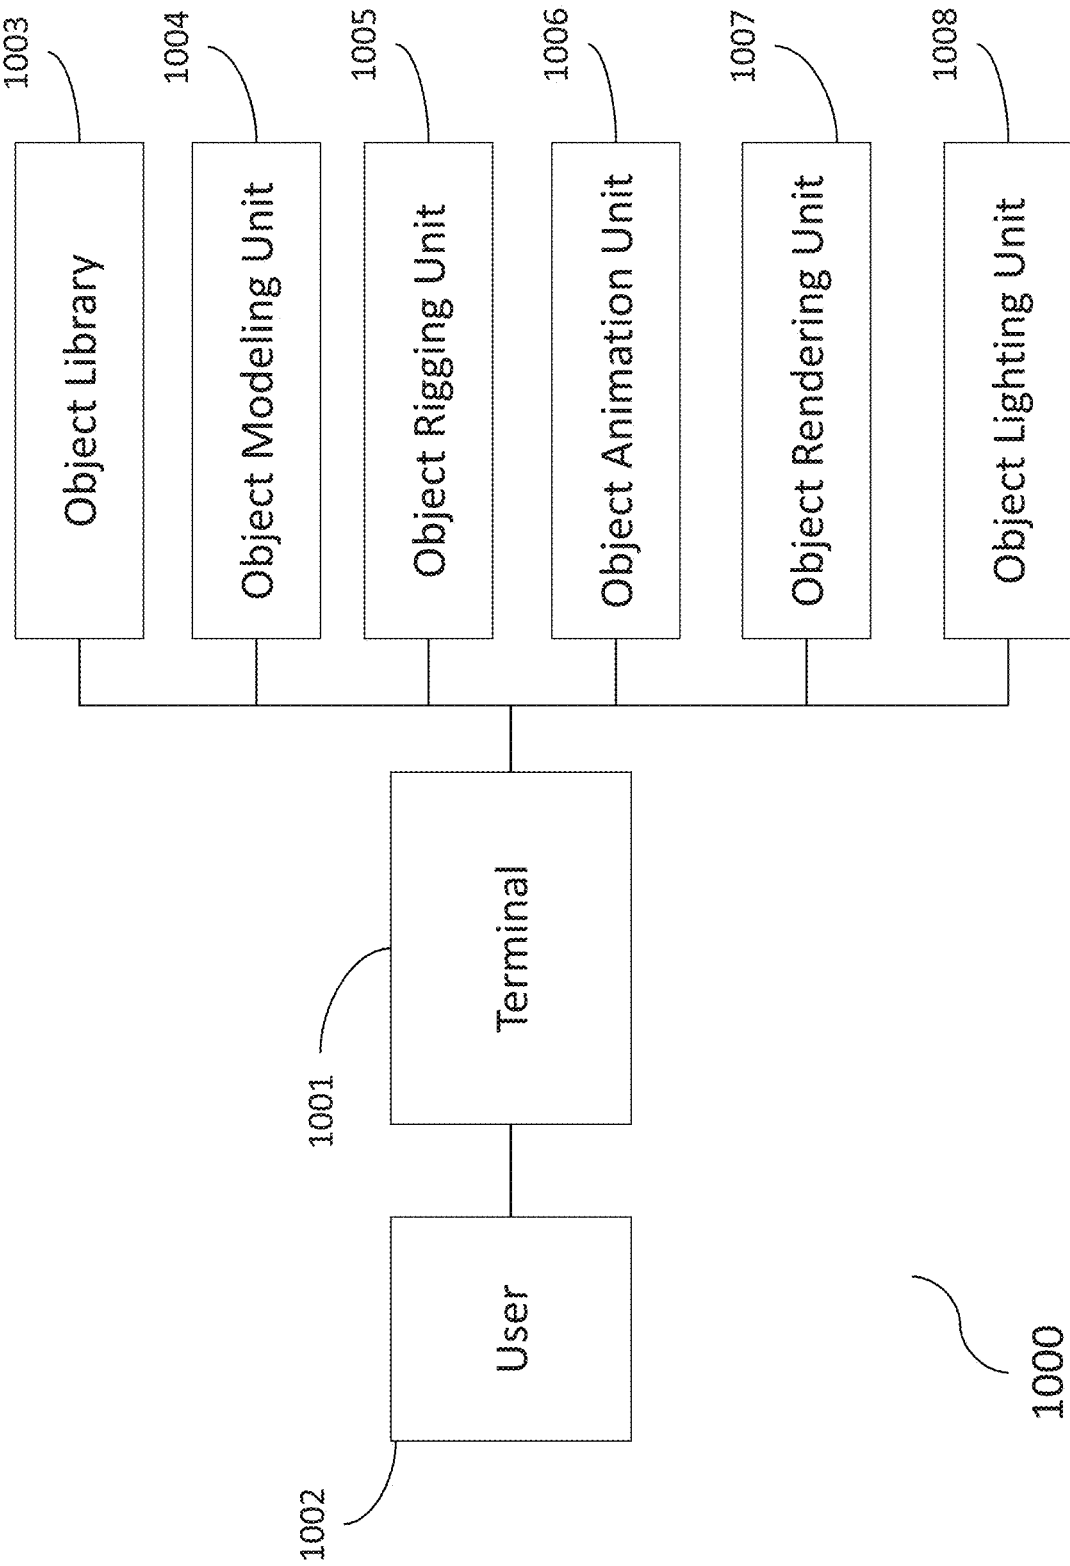 1003
Object Library
1004
Object Modeling Unit
1005
Object Rigging Unit
1006
Object Animation Unit
1007
Object Rendering Unit
1008
Object Lighting Unit
1001
Terminal
1002
User
1000